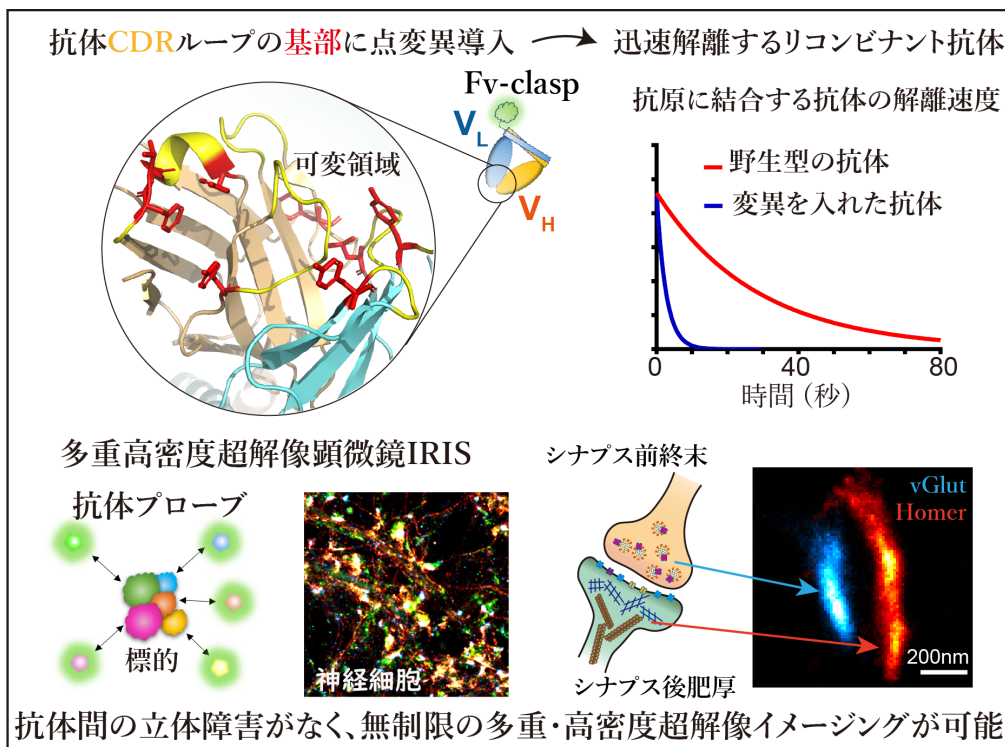 抗体CDRループの基部に点変異導入
迅速解離するリコンビナント抗体
Fv-clasp
VL
VH
可変領域
抗原に結合する抗体の解離速度
野生型の抗体
変異を入れた抗体
0 40 80
時間（秒）
多重高密度超解像顕微鏡IRIS
抗体プローブ
標的
神経細胞
シナプス前終末
シナプス後肥厚
vGlut
Homer
200nm
抗体間の立体障害がなく、無制限の多重・高密度超解像イメージングが可能